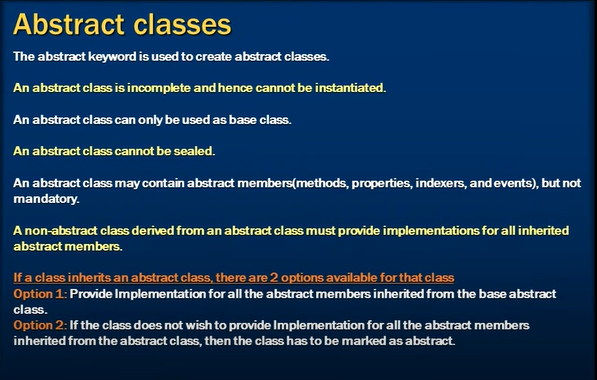 Abstract classes
The abstract keyword is used to create abstract classes.
An abstract class is incomplete and hence cannot be instantiated.
An abstract class can only be used as base class.
An abstract class cannot be sealed.
An abstract class may contain abstract members(methods, properties, indexers, and events), but not
mandatory.
A non-abstract class derived from an abstract class must provide implementations for all inherited
abstract members.
If a class inherits an abstract class, there are 2 options available for that class
Option 1: Provide Implementation for all the abstract members inherited from the base abstract
class.
Option 2: If the class does not wish to provide Implementation for all the abstract members
inherited from the abstract class, then the class has to be marked as abstract.